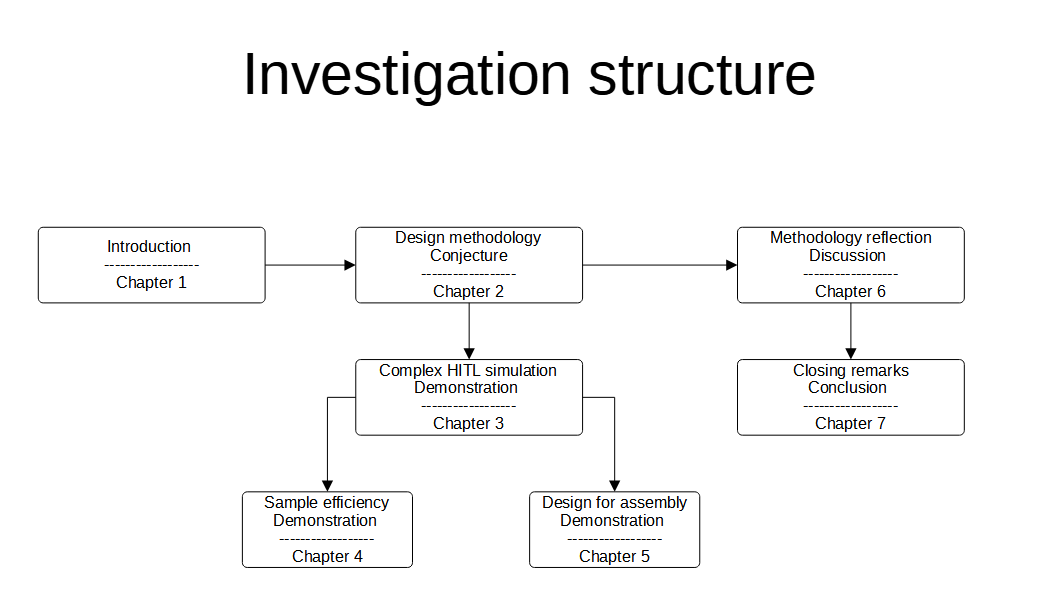 Investigation structure
Introduction
------------------
Chapter 1
Design methodology
Conjecture
------------------
Chapter 2
Methodology reflection
Discussion
------------------
Chapter 6
Complex HITL simulation
Demonstration
------------------
Chapter 3
Closing remarks
Conclusion
------------------
Chapter 7
Sample efficiency
Demonstration
------------------
Chapter 4
Design for assembly
Demonstration
------------------
Chapter 5